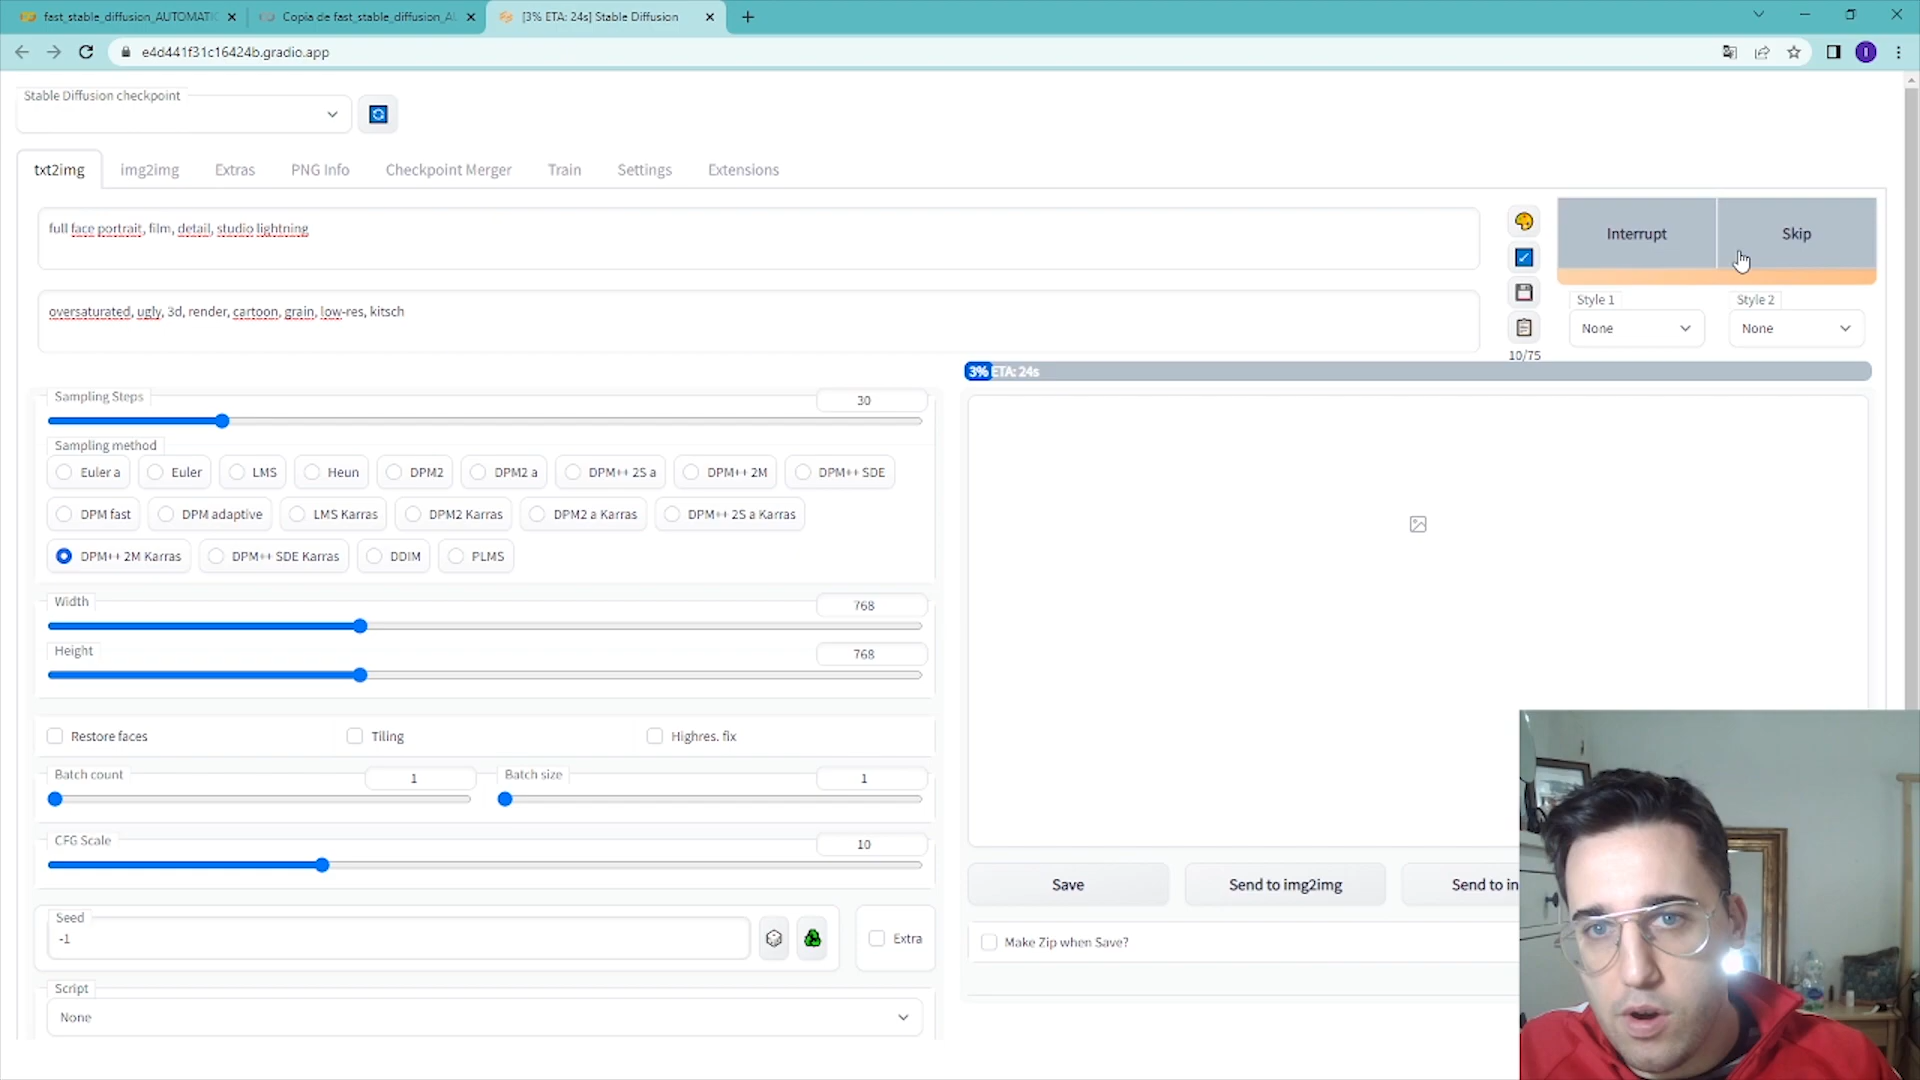 fast_stable_diffusion_AUTOMATIC
Copia de fast_stable_diffusion_AU
[3% ETA: 24s] Stable Diffusion
e4d441f31c16424b.gradio.app
I
Stable Diffusion checkpoint
txt2img
img2img
Extras
PNG Info
Checkpoint Merger
Train
Settings
Extensions
full face portrait, film, detail, studio lightning
Interrupt
Skip
oversaturated, ugly, 3d, render, cartoon, grain, low-res, kitsch
Style 1
None
Style 2
None
10/75
3% ETA: 24s
Sampling Steps
30
Sampling method
Euler a
Euler
LMS
Heun
DPM2
DPM2 a
DPM++ 2S a
DPM++ 2M
DPM++ SDE
DPM fast
DPM adaptive
LMS Karras
DPM2 Karras
DPM2 a Karras
DPM++ 2S a Karras
DPM++ 2M Karras
DPM++ SDE Karras
DDIM
PLMS
Width
768
Height
768
Restore faces
Tiling
Highres. fix
Batch count
1
Batch size
1
CFG Scale
10
Save
Send to img2img
Send to in
Seed
-1
Extra
Make Zip when Save?
Script
None